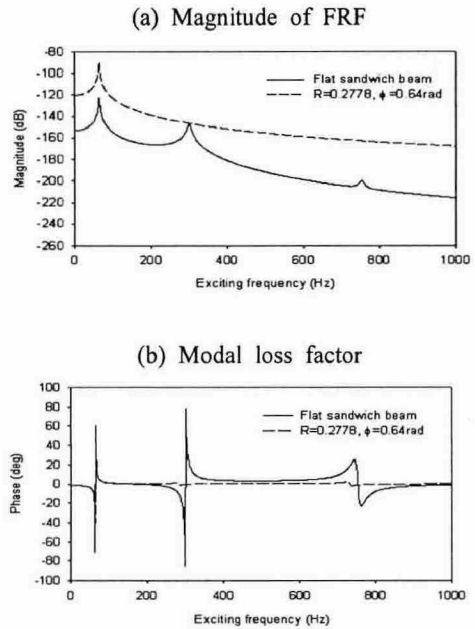 (a) Magnitude of FRF
-80
-100
-120
-140
-160
-180
-200
-220
-240
-260
Magnitude (dB)
Flat sandwich beam
R=0.2778, ϕ=0.64rad
0 200 400 600 800 1000
Exciting frequency (Hz)
(b) Modal loss factor
100
80
60
40
20
0
-20
-40
-60
-80
-100
Phase (deg)
Flat sandwich beam
R=0.2778, ϕ=0.64rad
0 200 400 600 800 1000
Exciting frequency (Hz)